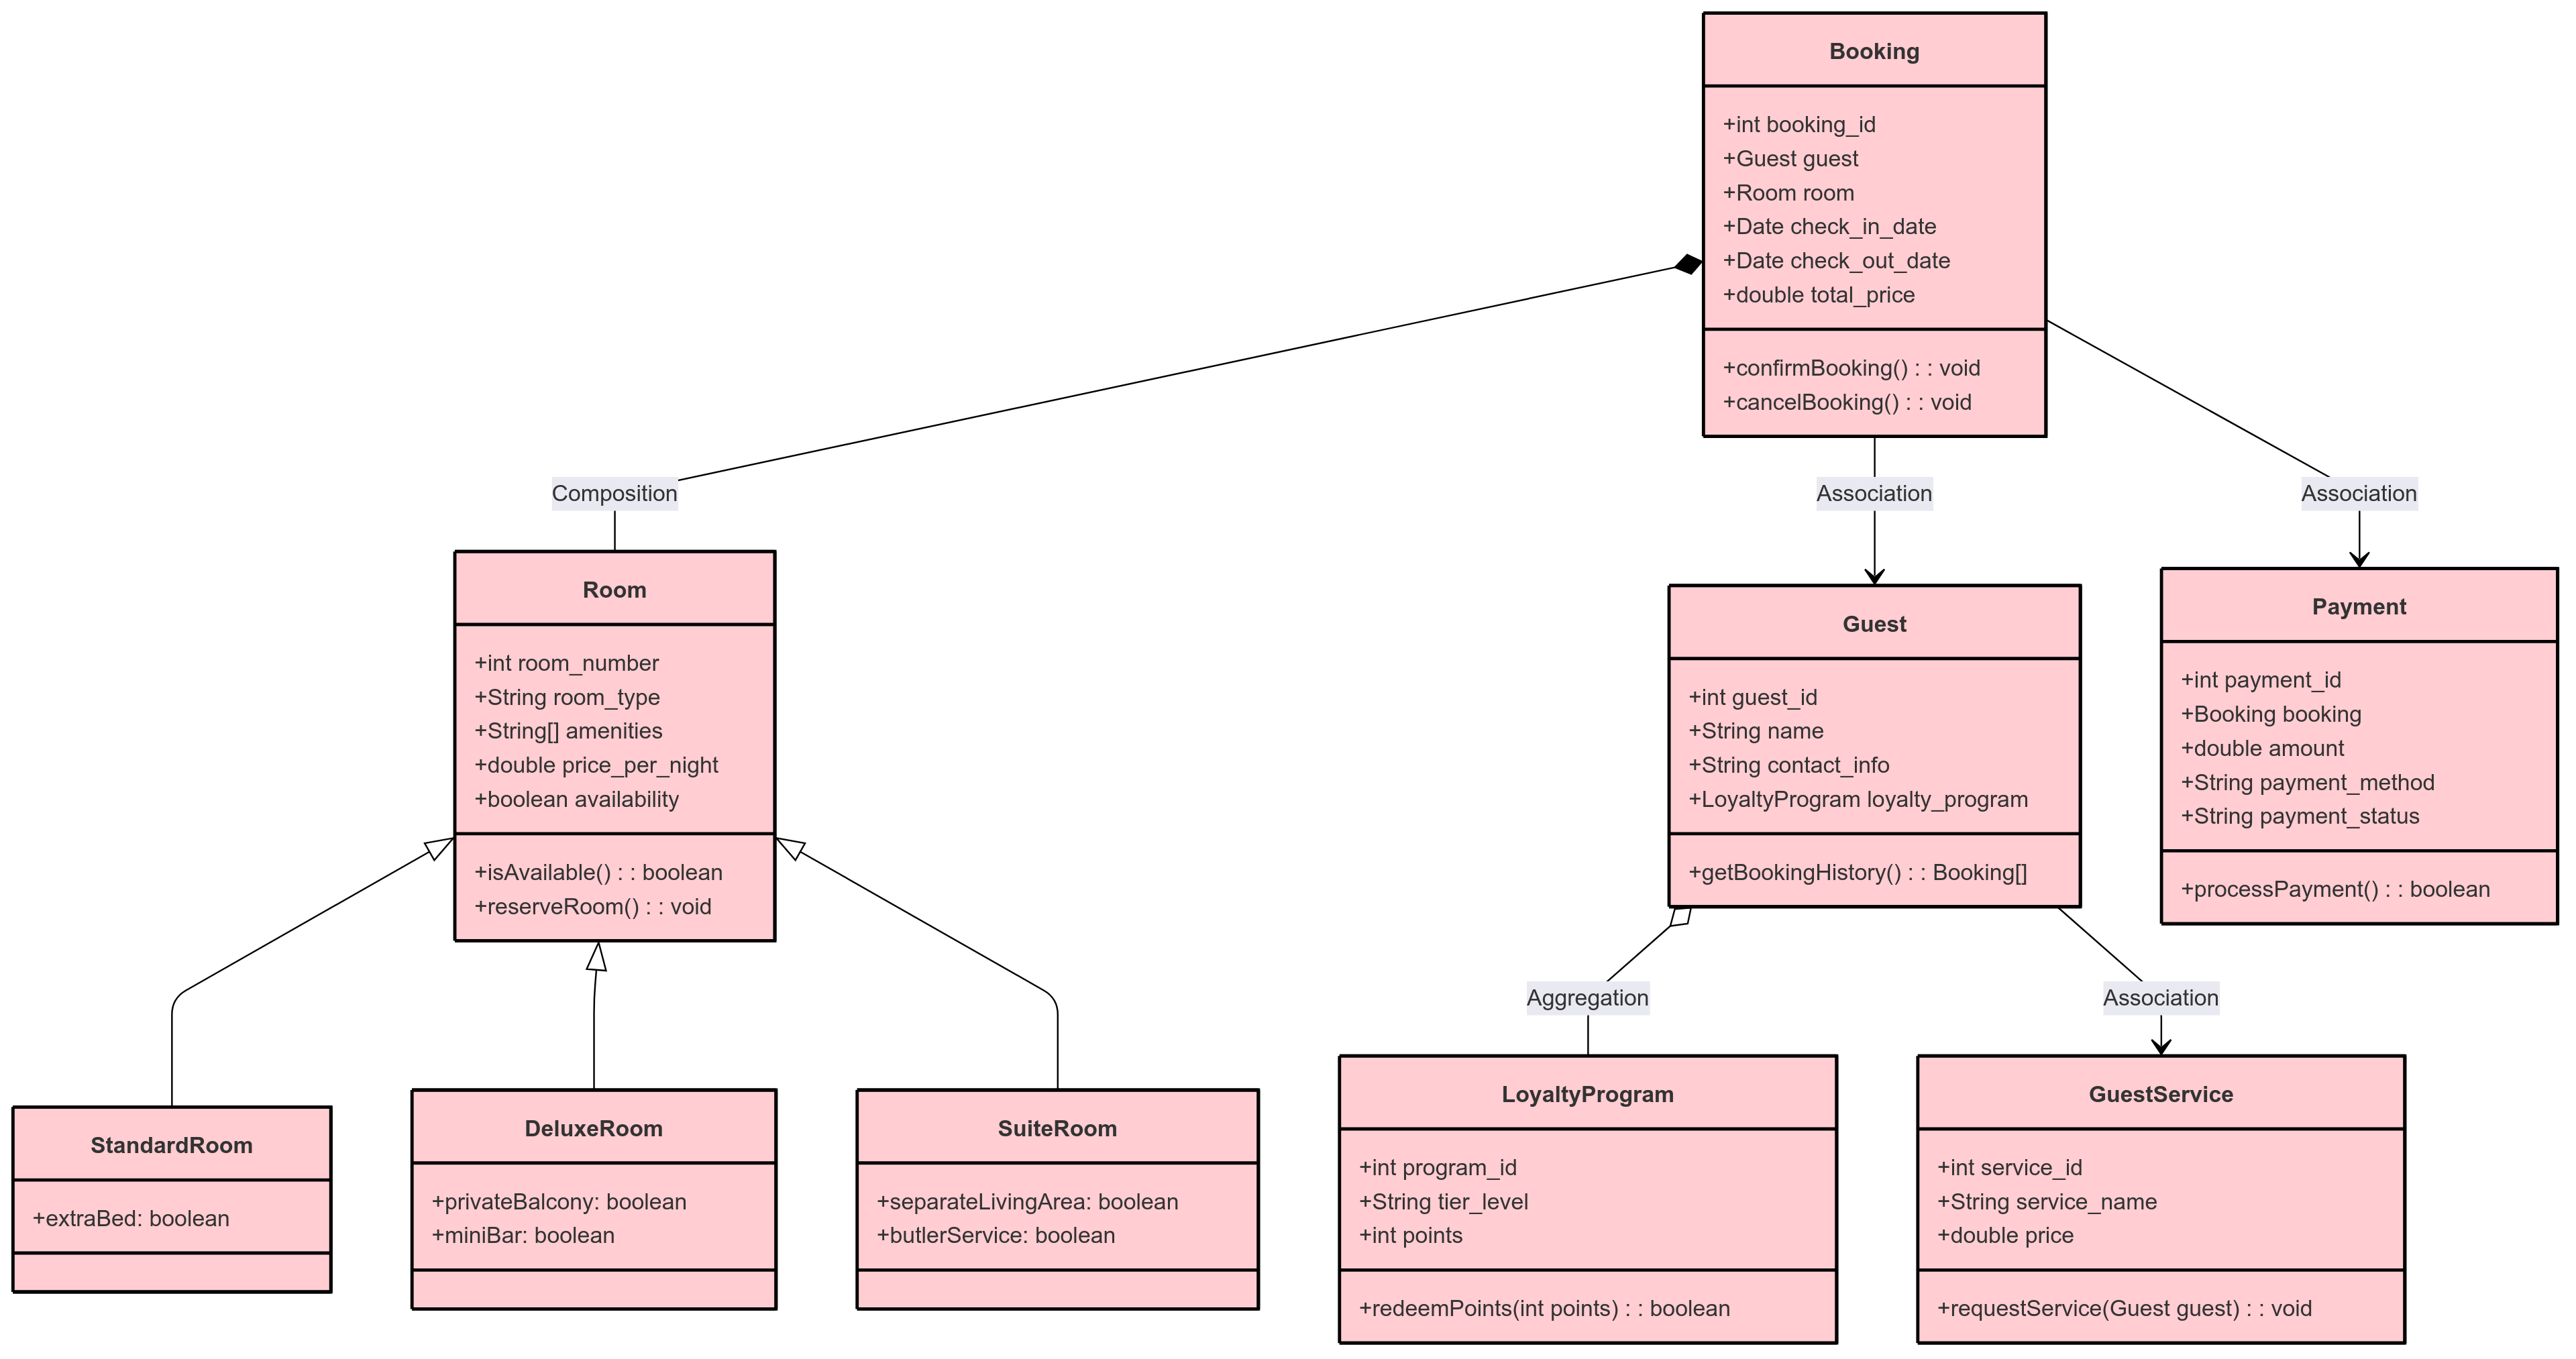 Booking
+int booking_id
+Guest guest
+Room room
+Date check_in_date
+Date check_out_date
+double total_price
+confirmBooking() : : void
+cancelBooking() : : void
Composition
Association
Association
Room
+int room_number
+String room_type
+String[] amenities
+double price_per_night
+boolean availability
+isAvailable() : : boolean
+reserveRoom() : : void
Guest
+int guest_id
+String name
+String contact_info
+LoyaltyProgram loyalty_program
+getBookingHistory() : : Booking[]
Payment
+int payment_id
+Booking booking
+double amount
+String payment_method
+String payment_status
+processPayment() : : boolean
Aggregation
Association
StandardRoom
+extraBed: boolean
DeluxeRoom
+privateBalcony: boolean
+miniBar: boolean
SuiteRoom
+separateLivingArea: boolean
+butlerService: boolean
LoyaltyProgram
+int program_id
+String tier_level
+int points
+redeemPoints(int points) : : boolean
GuestService
+int service_id
+String service_name
+double price
+requestService(Guest guest) : : void